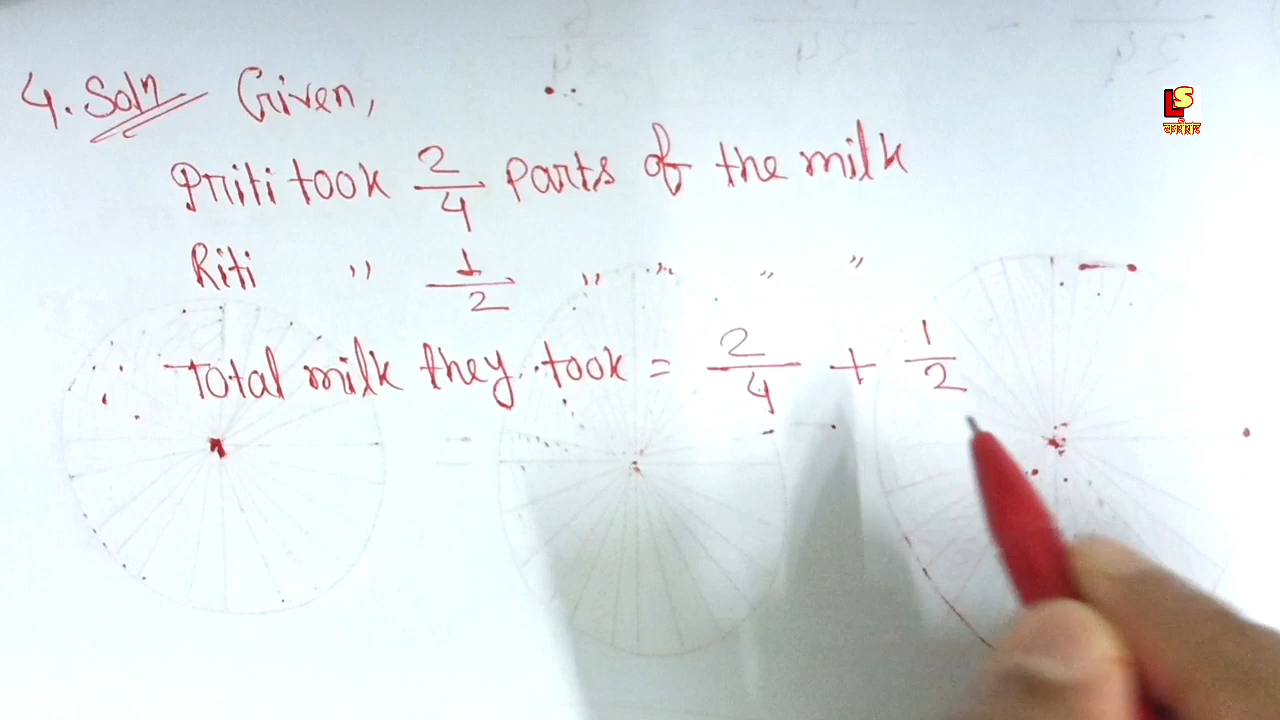 4. Soln Given,
Priti took 2/4 parts of the milk
Riti " 1/2 " " " "
∴ Total milk they took = 2/4 + 1/2
LS